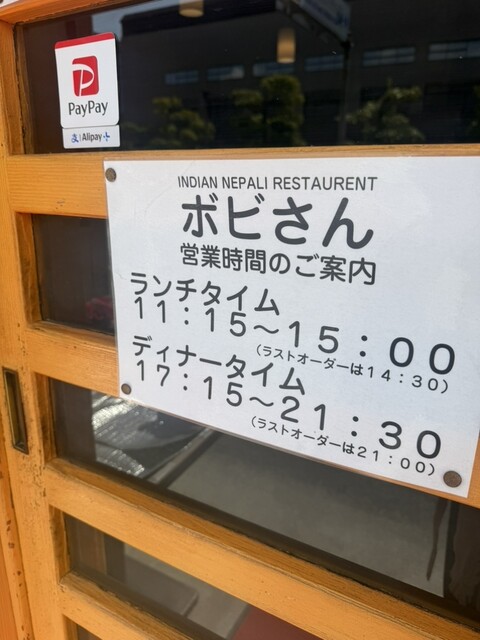 PayPay
Alipay+
INDIAN NEPALI RESTAURENT
ボビさん
営業時間のご案内
ランチタイム
11：15～15：00
（ラストオーダーは14：30）
ディナータイム
17：15～21：30
（ラストオーダーは21：00）